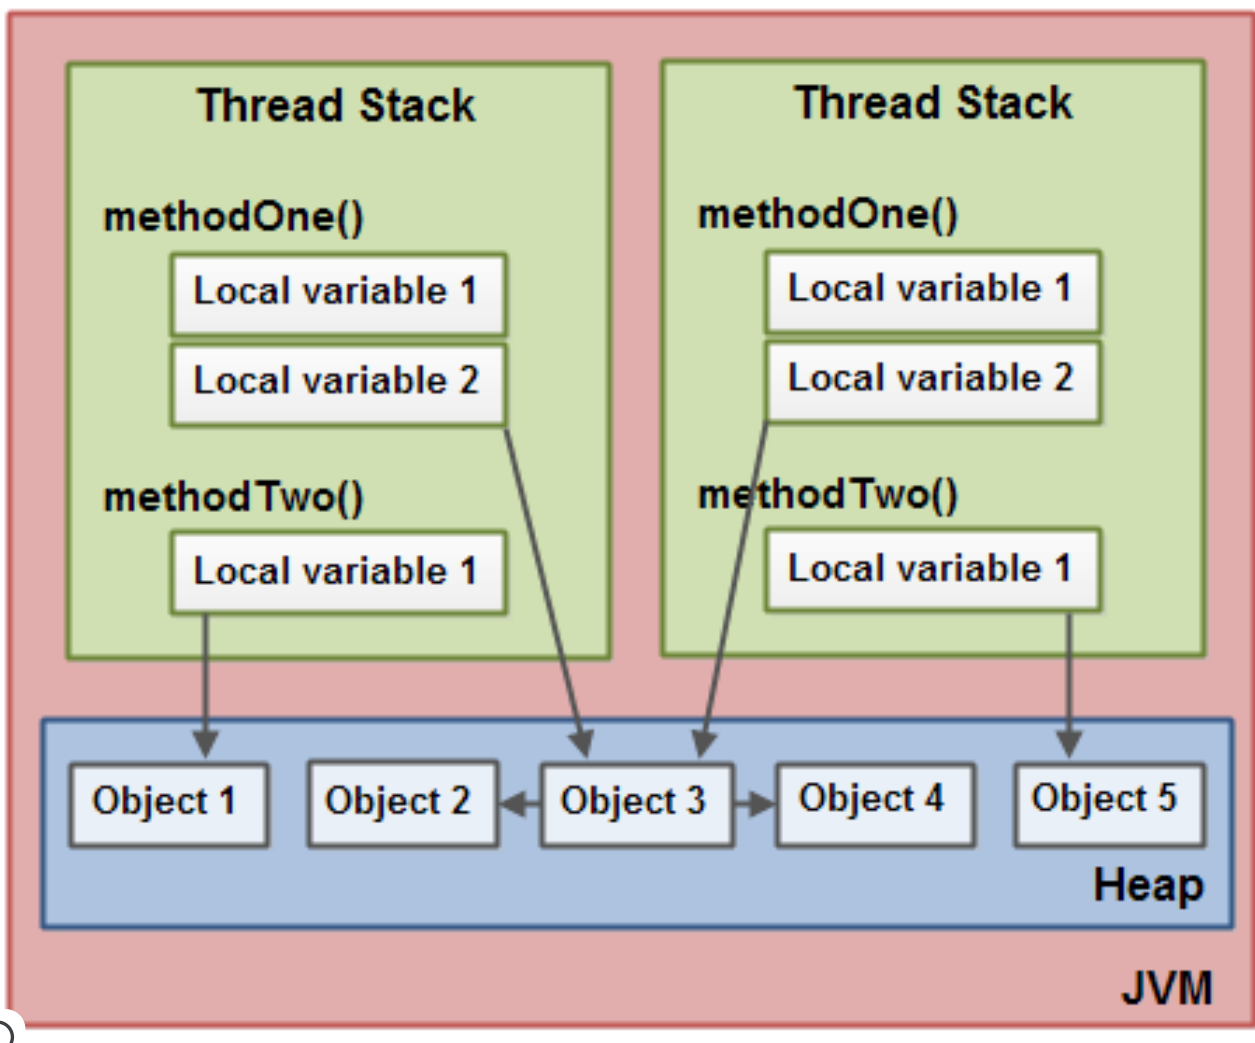 Thread Stack
methodOne()
Local variable 1
Local variable 2
methodTwo()
Local variable 1
Thread Stack
methodOne()
Local variable 1
Local variable 2
methodTwo()
Local variable 1
Object 1
Object 2
Object 3
Object 4
Object 5
Heap
JVM